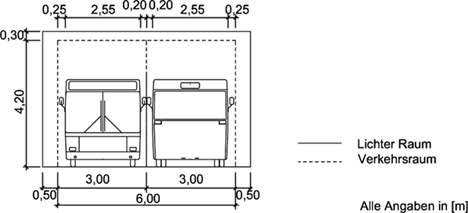 0,25 2,55 0,20 0,20 2,55 0,25
0,30
4,20
3,00 3,00
0,50 6,00 0,50
Lichter Raum
Verkehrsraum
Alle Angaben in [m]